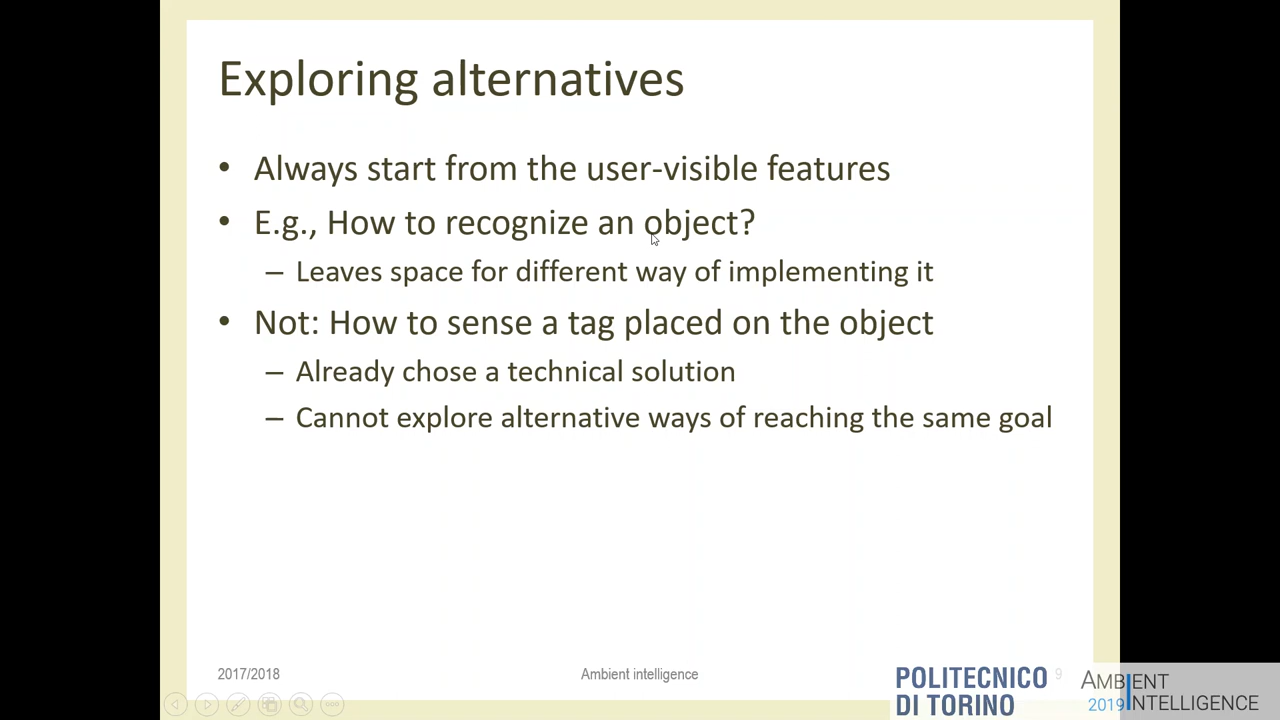 Exploring alternatives
• Always start from the user-visible features
• E.g., How to recognize an object?
– Leaves space for different way of implementing it
• Not: How to sense a tag placed on the object
– Already chose a technical solution
– Cannot explore alternative ways of reaching the same goal
2017/2018
Ambient intelligence
9
POLITECNICO
DI TORINO
AMBIENT
2019 INTELLIGENCE